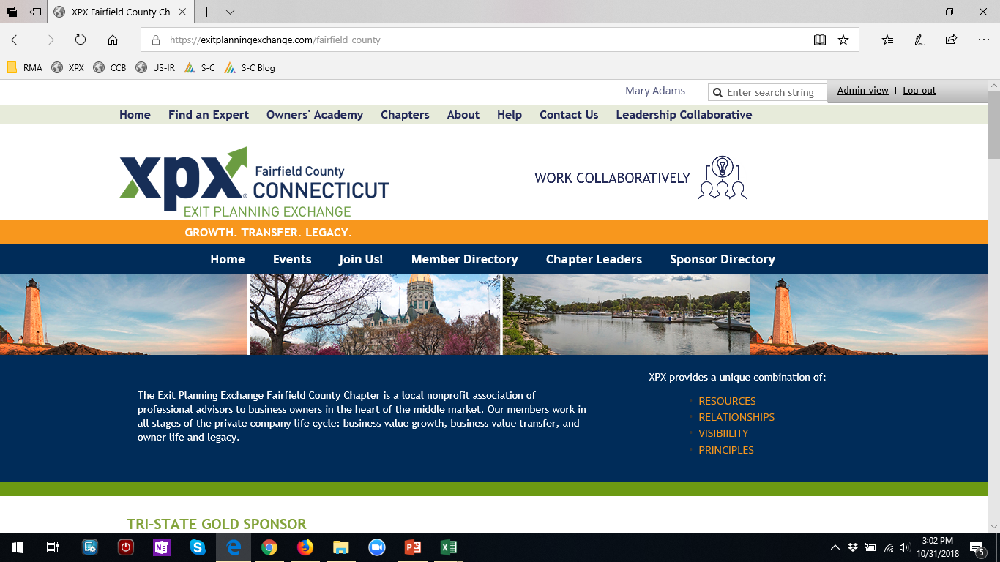 XPX Fairfield County Ch
https://exitplanningexchange.com/fairfield-county
RMA XPX CCB US-IR S-C S-C Blog
Mary Adams Enter search string Admin view | Log out
Home Find an Expert Owners' Academy Chapters About Help Contact Us Leadership Collaborative
xpx® Fairfield County
CONNECTICUT
EXIT PLANNING EXCHANGE
WORK COLLABORATIVELY
GROWTH. TRANSFER. LEGACY.
Home Events Join Us! Member Directory Chapter Leaders Sponsor Directory
The Exit Planning Exchange Fairfield County Chapter is a local nonprofit association of
professional advisors to business owners in the heart of the middle market. Our members work in
all stages of the private company life cycle: business value growth, business value transfer, and
owner life and legacy.
XPX provides a unique combination of:
RESOURCES
RELATIONSHIPS
VISIBIILITY
PRINCIPLES
TRI-STATE GOLD SPONSOR
3:02 PM
10/31/2018
5